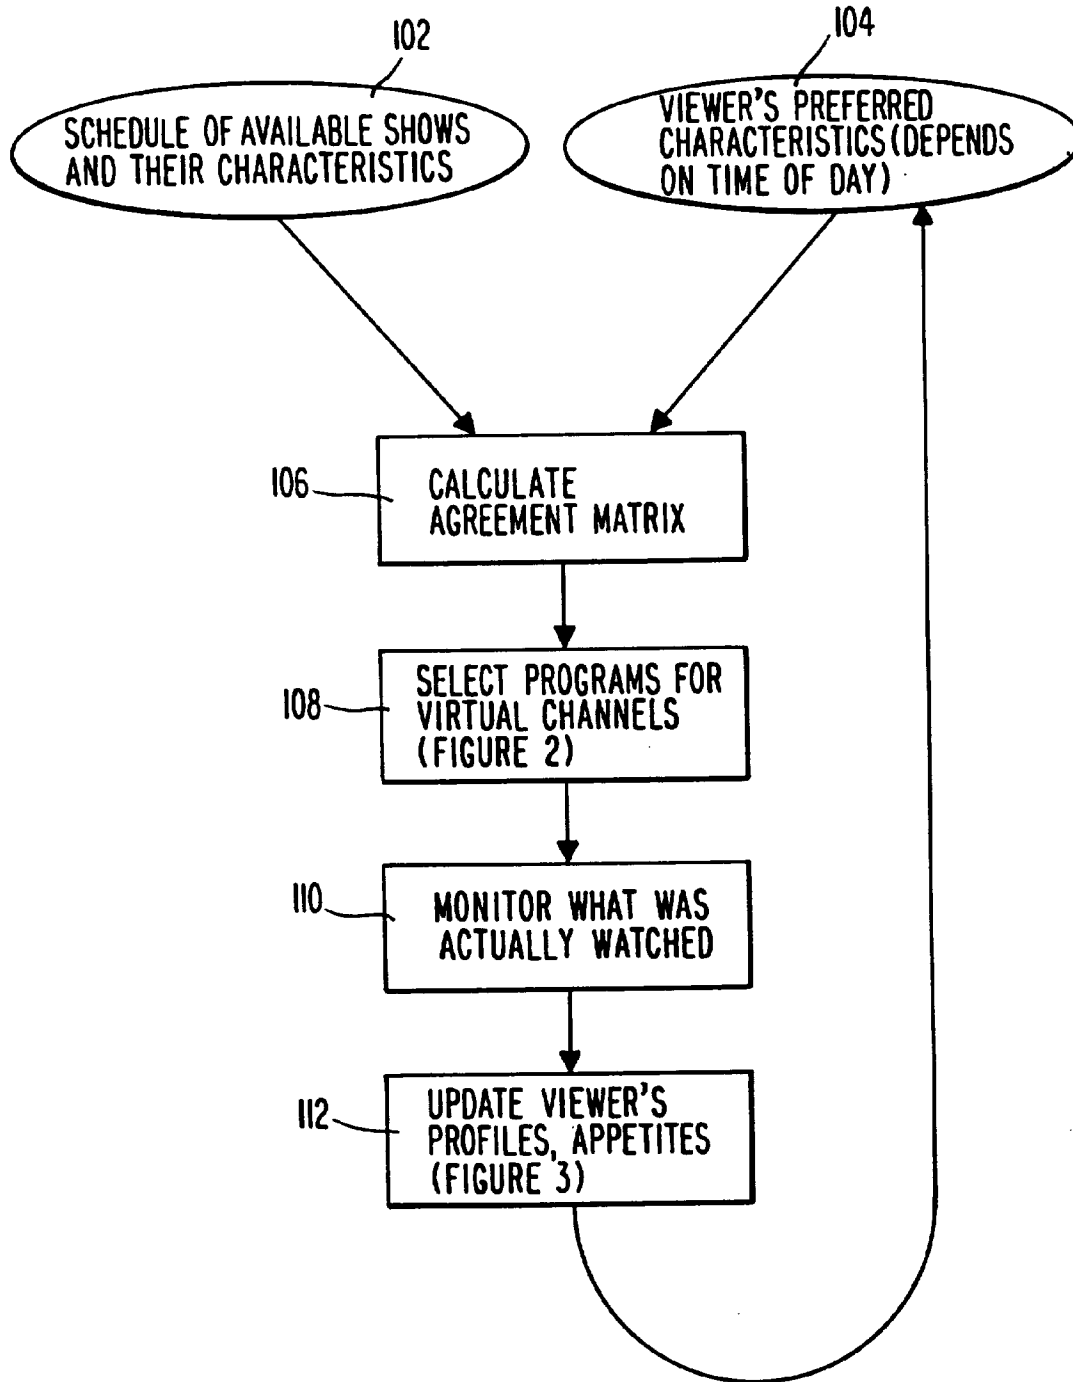 102
SCHEDULE OF AVAILABLE SHOWS
AND THEIR CHARACTERISTICS
104
VIEWER'S PREFERRED
CHARACTERISTICS (DEPENDS
ON TIME OF DAY)
106
CALCULATE
AGREEMENT MATRIX
108
SELECT PROGRAMS FOR
VIRTUAL CHANNELS
(FIGURE 2)
110
MONITOR WHAT WAS
ACTUALLY WATCHED
112
UPDATE VIEWER'S
PROFILES, APPETITES
(FIGURE 3)